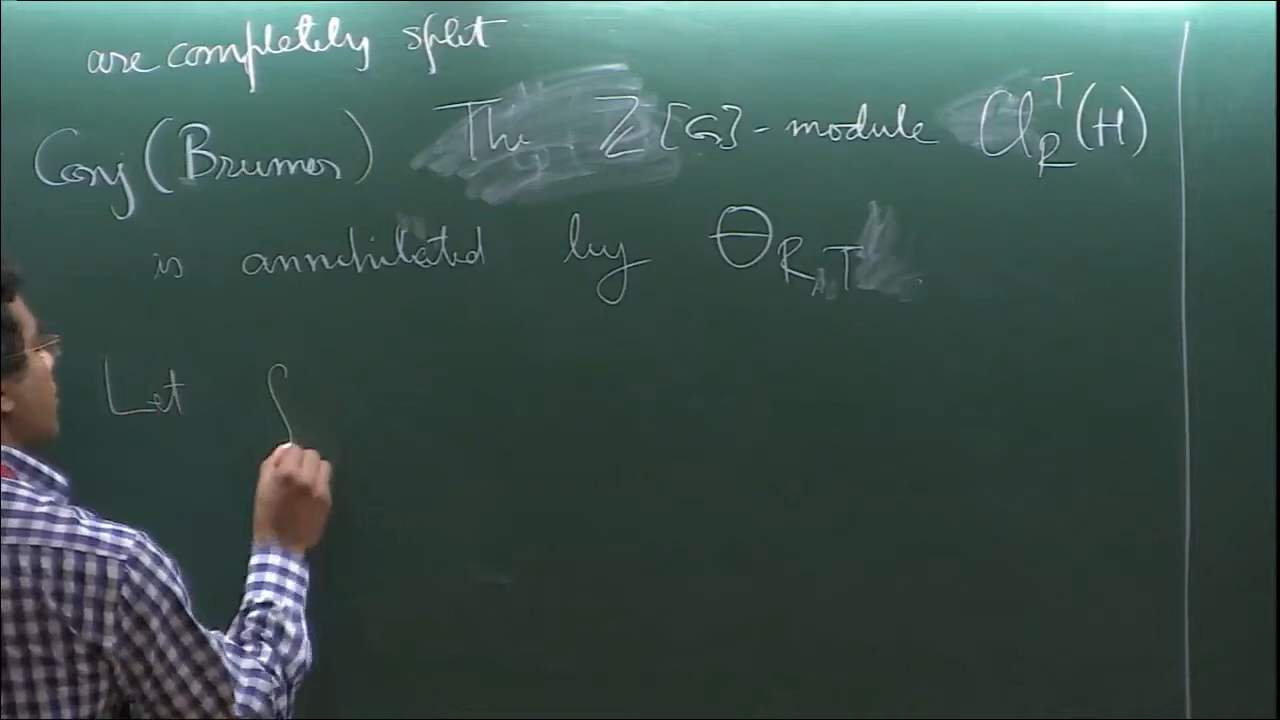 are completely split
Conj (Brumer) The ℤ[G]-module Cl_R^T(H)
is annihilated by Θ_{R,T}
Let